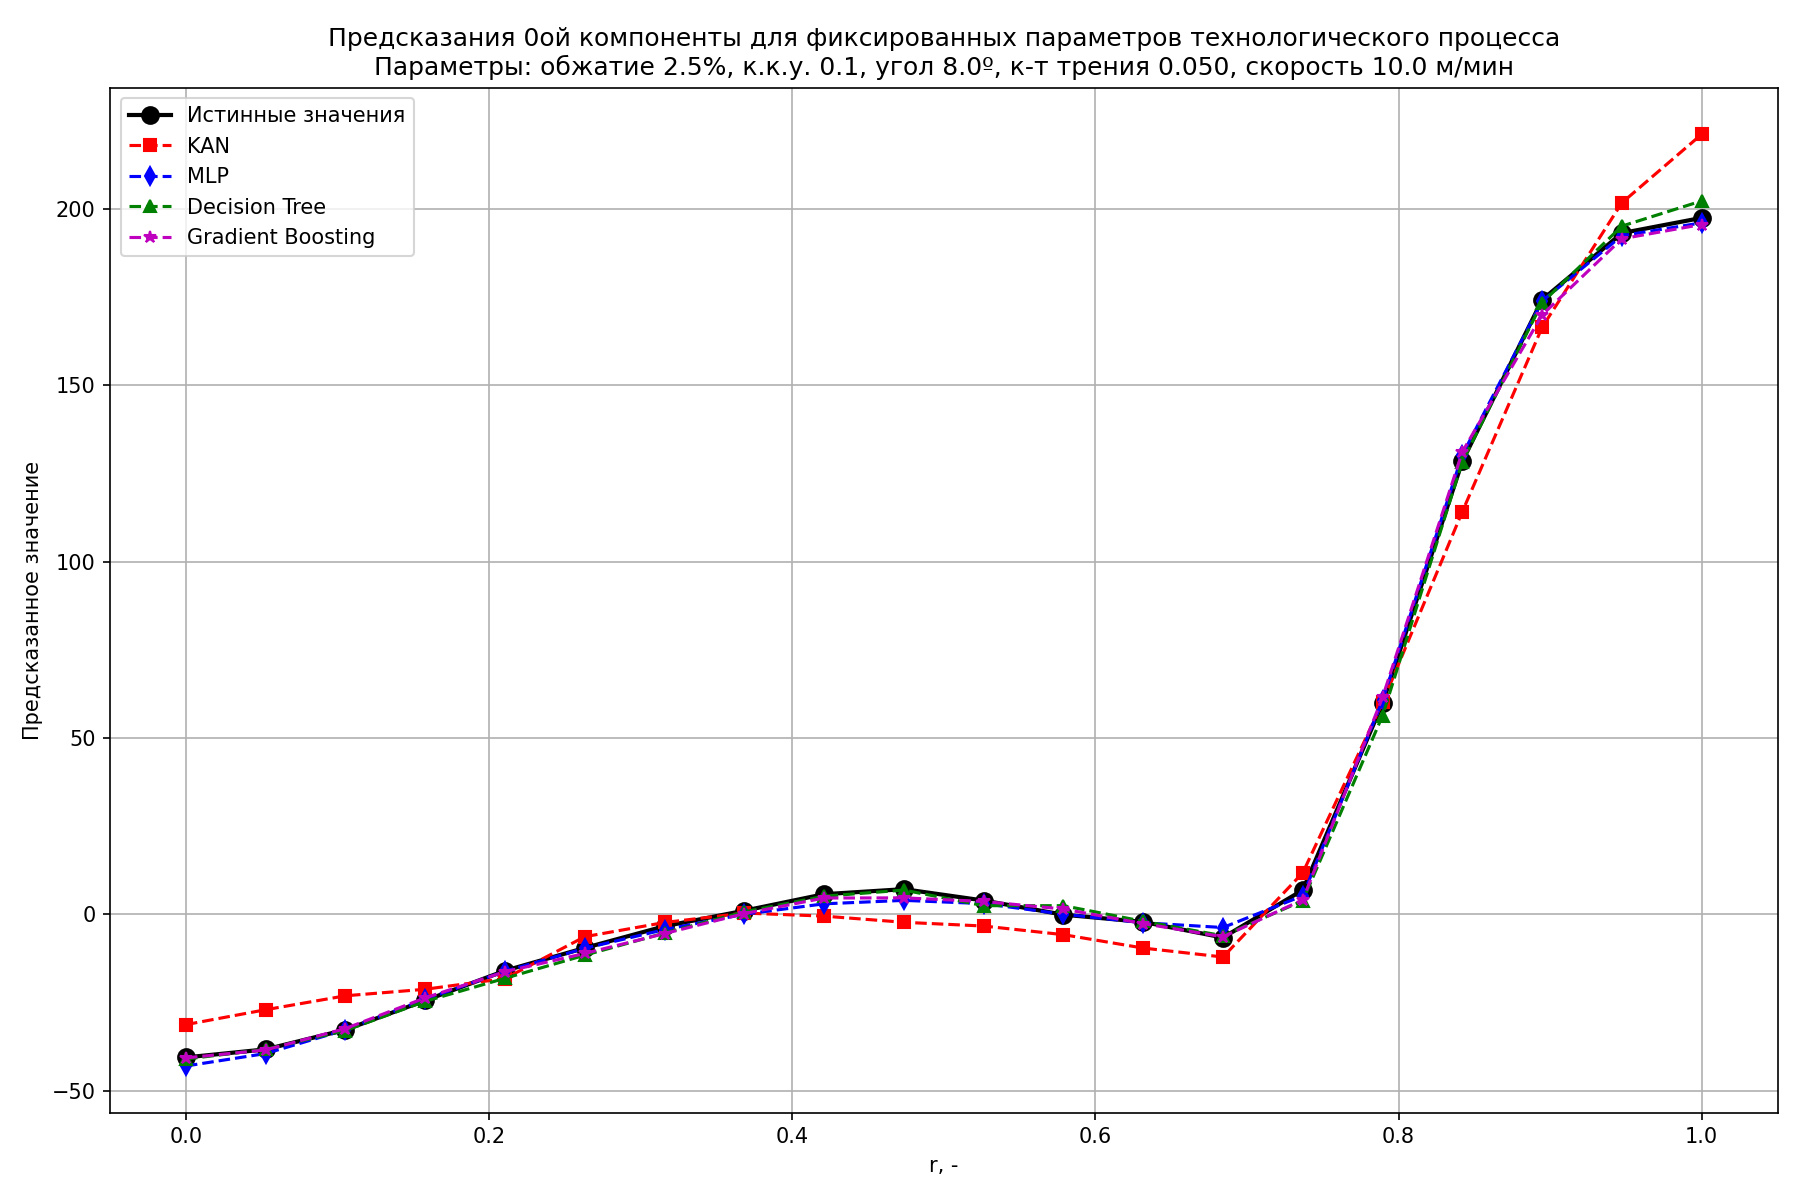 Предсказания 0ой компоненты для фиксированных параметров технологического процесса
Параметры: обжатие 2.5%, к.к.у. 0.1, угол 8.0º, к-т трения 0.050, скорость 10.0 м/мин
Истинные значения
KAN
MLP
Decision Tree
Gradient Boosting
Предсказанное значение
200
150
100
50
0
−50
0.0
0.2
0.4
0.6
0.8
1.0
r, -